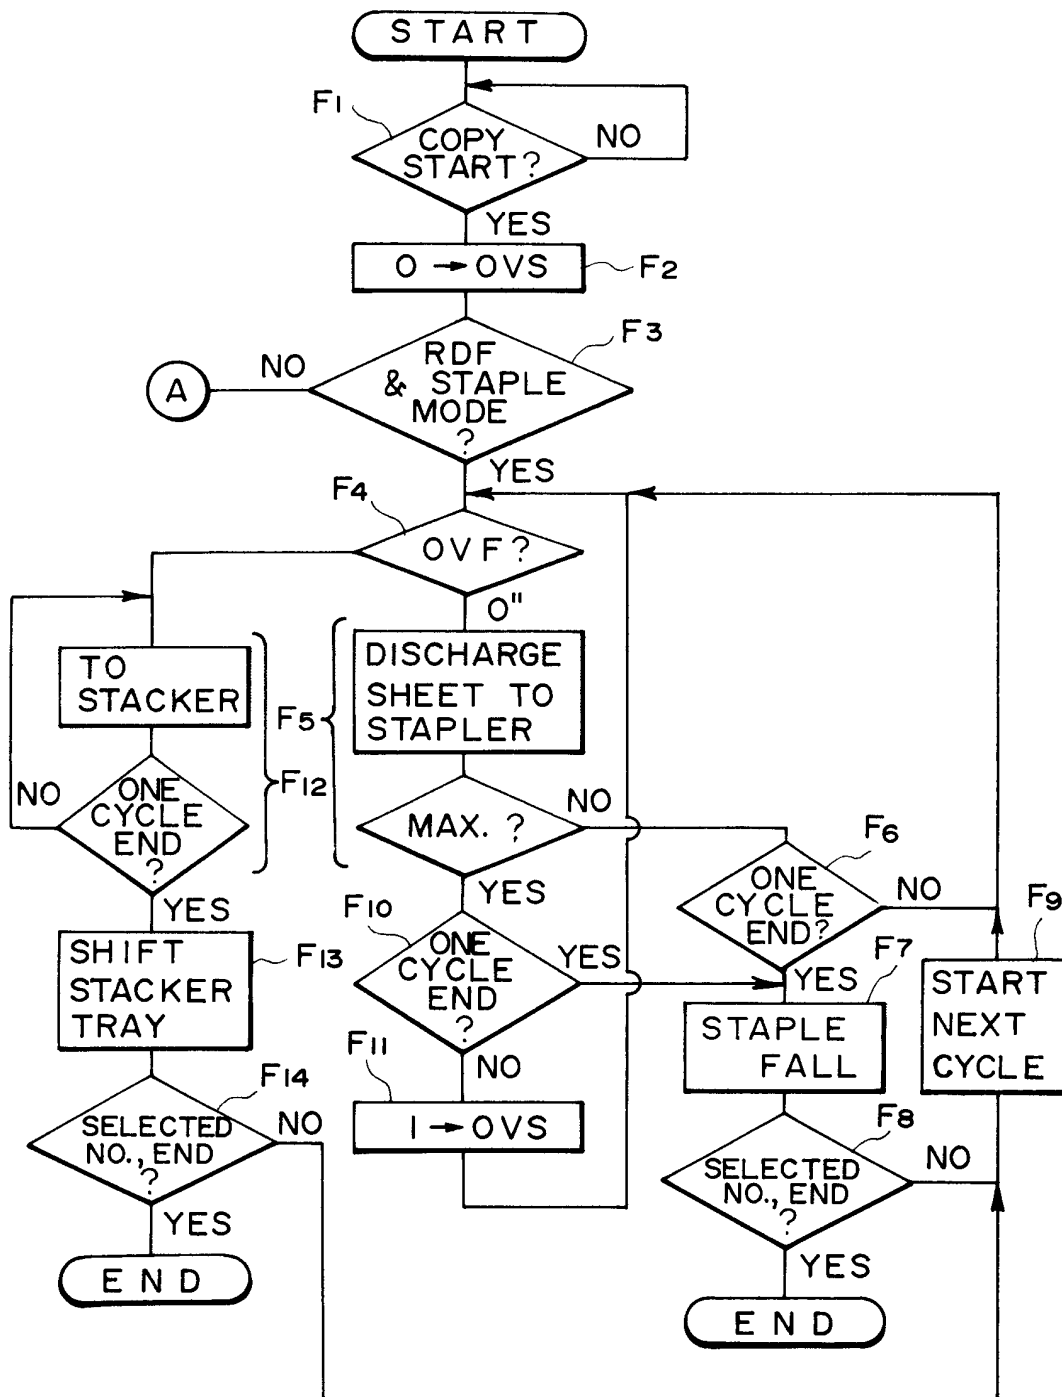 START
F1
COPY
START?
NO
YES
0 → OVS
F2
F3
RDF
& STAPLE
MODE
?
NO
A
YES
F4
OVF?
0"
TO
STACKER
DISCHARGE
SHEET TO
STAPLER
F5
F12
ONE
CYCLE
END
?
NO
YES
MAX. ?
NO
YES
F6
ONE
CYCLE
END?
NO
YES
F9
START
NEXT
CYCLE
F10
ONE
CYCLE
END
?
YES
NO
F7
STAPLE
FALL
SHIFT
STACKER
TRAY
F13
F11
1 → OVS
F14
SELECTED
NO., END
?
NO
YES
END
F8
SELECTED
NO., END
?
NO
YES
END